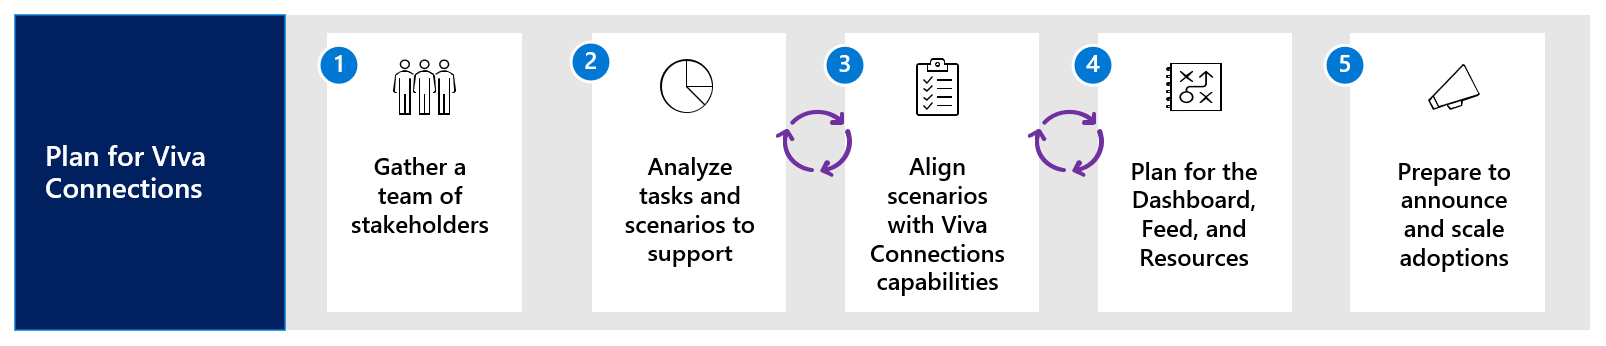 Plan for Viva
Connections
1
Gather a
team of
stakeholders
2
Analyze
tasks and
scenarios to
support
3
Align
scenarios
with Viva
Connections
capabilities
4
Plan for the
Dashboard,
Feed, and
Resources
5
Prepare to
announce
and scale
adoptions